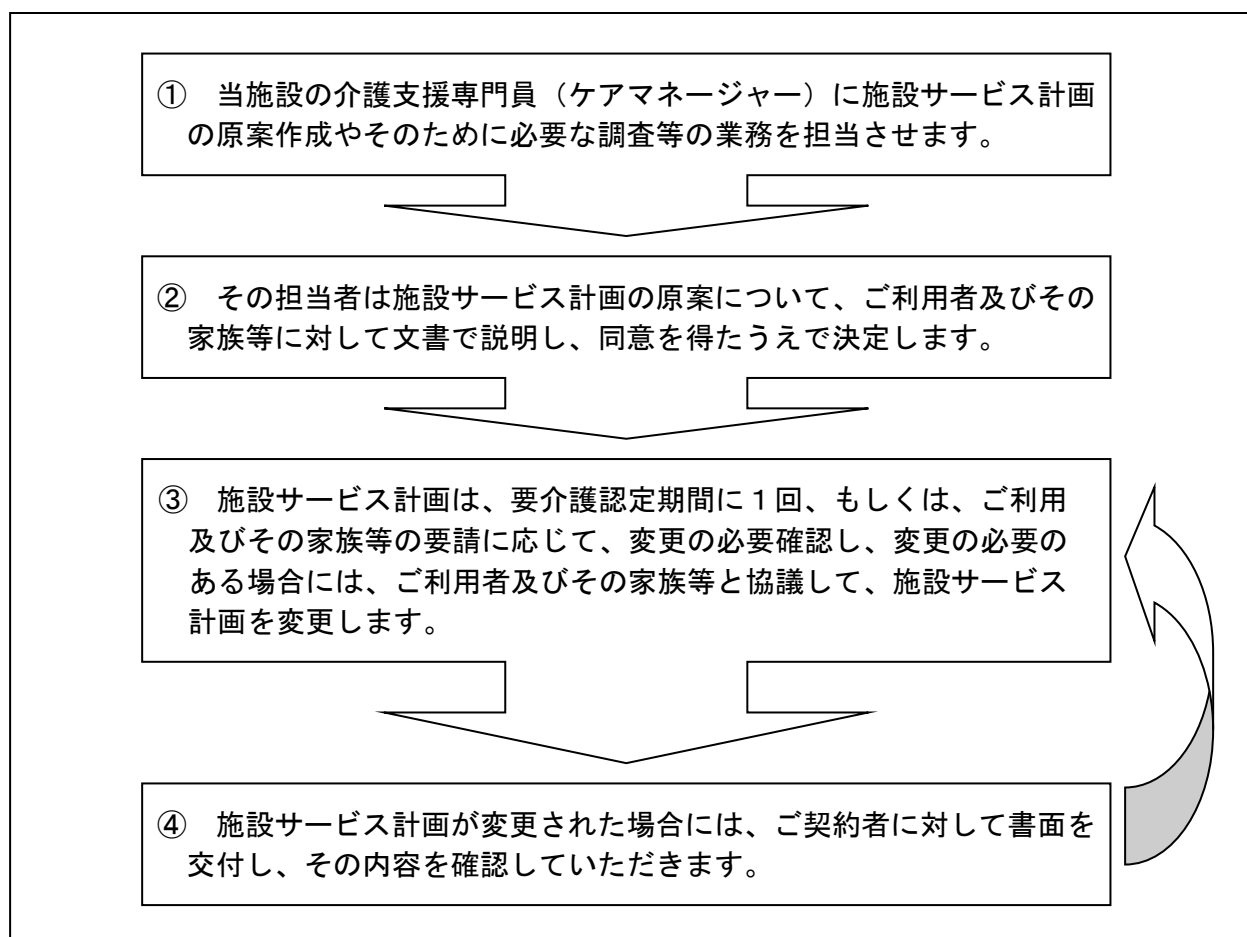 ① 当施設の介護支援専門員(ケアマネージャー)に施設サービス計画
の原案作成やそのために必要な調査等の業務を担当させます。
② その担当者は施設サービス計画の原案について、ご利用者及びその
家族等に対して文書で説明し、同意を得たうえで決定します。
③ 施設サービス計画は、要介護認定期間に1回、もしくは、ご利用
及びその家族等の要請に応じて、変更の必要確認し、変更の必要の
ある場合には、ご利用者及びその家族等と協議して、施設サービス
計画を変更します。
④ 施設サービス計画が変更された場合には、ご契約者に対して書面を
交付し、その内容を確認していただきます。